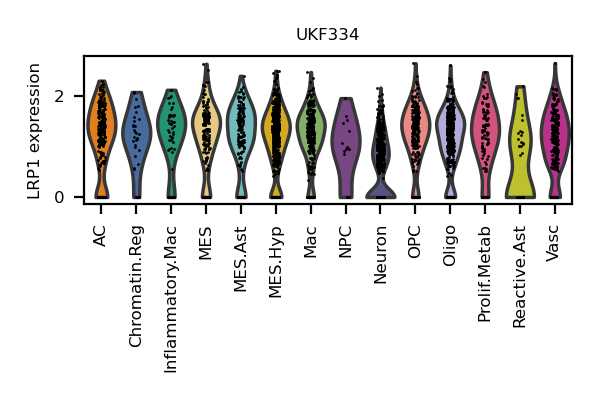 UKF334
LRP1 expression
2
0
AC
Chromatin.Reg
Inflammatory.Mac
MES
MES.Ast
MES.Hyp
Mac
NPC
Neuron
OPC
Oligo
Prolif.Metab
Reactive.Ast
Vasc